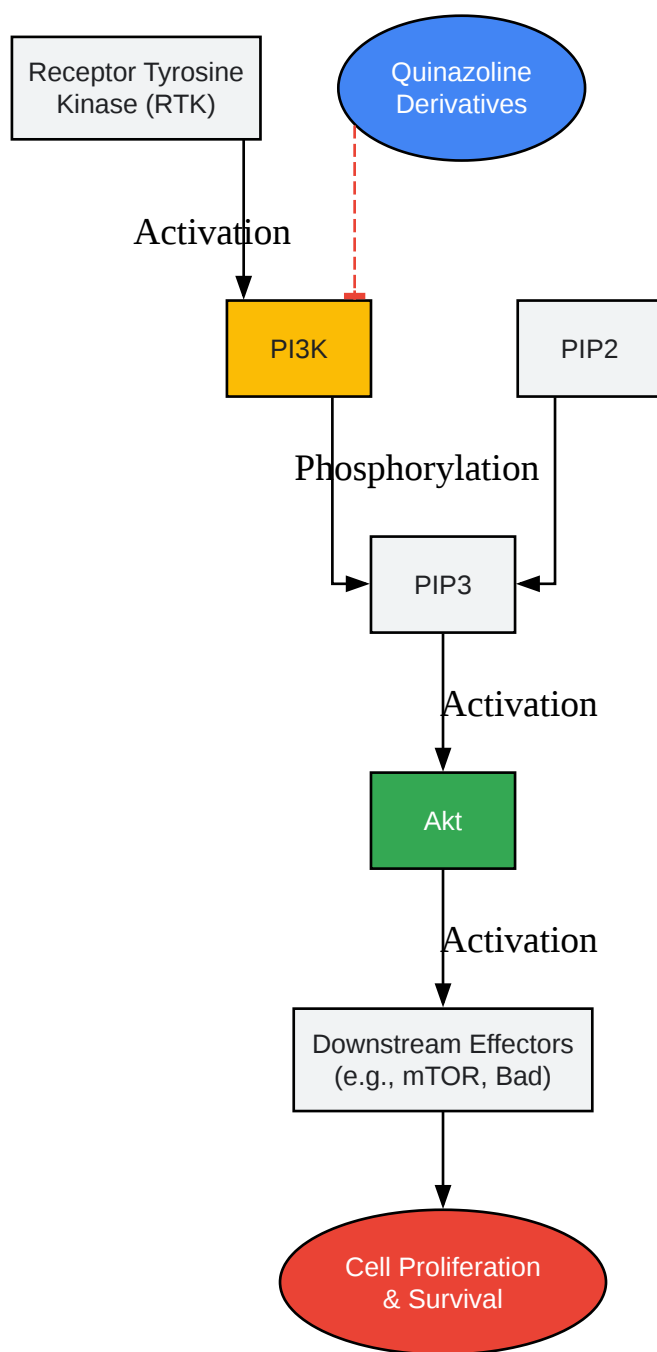 Receptor Tyrosine
Kinase (RTK)
Quinazoline
Derivatives
Activation
PI3K
PIP2
Phosphorylation
PIP3
Activation
Akt
Activation
Downstream Effectors
(e.g., mTOR, Bad)
Cell Proliferation
& Survival